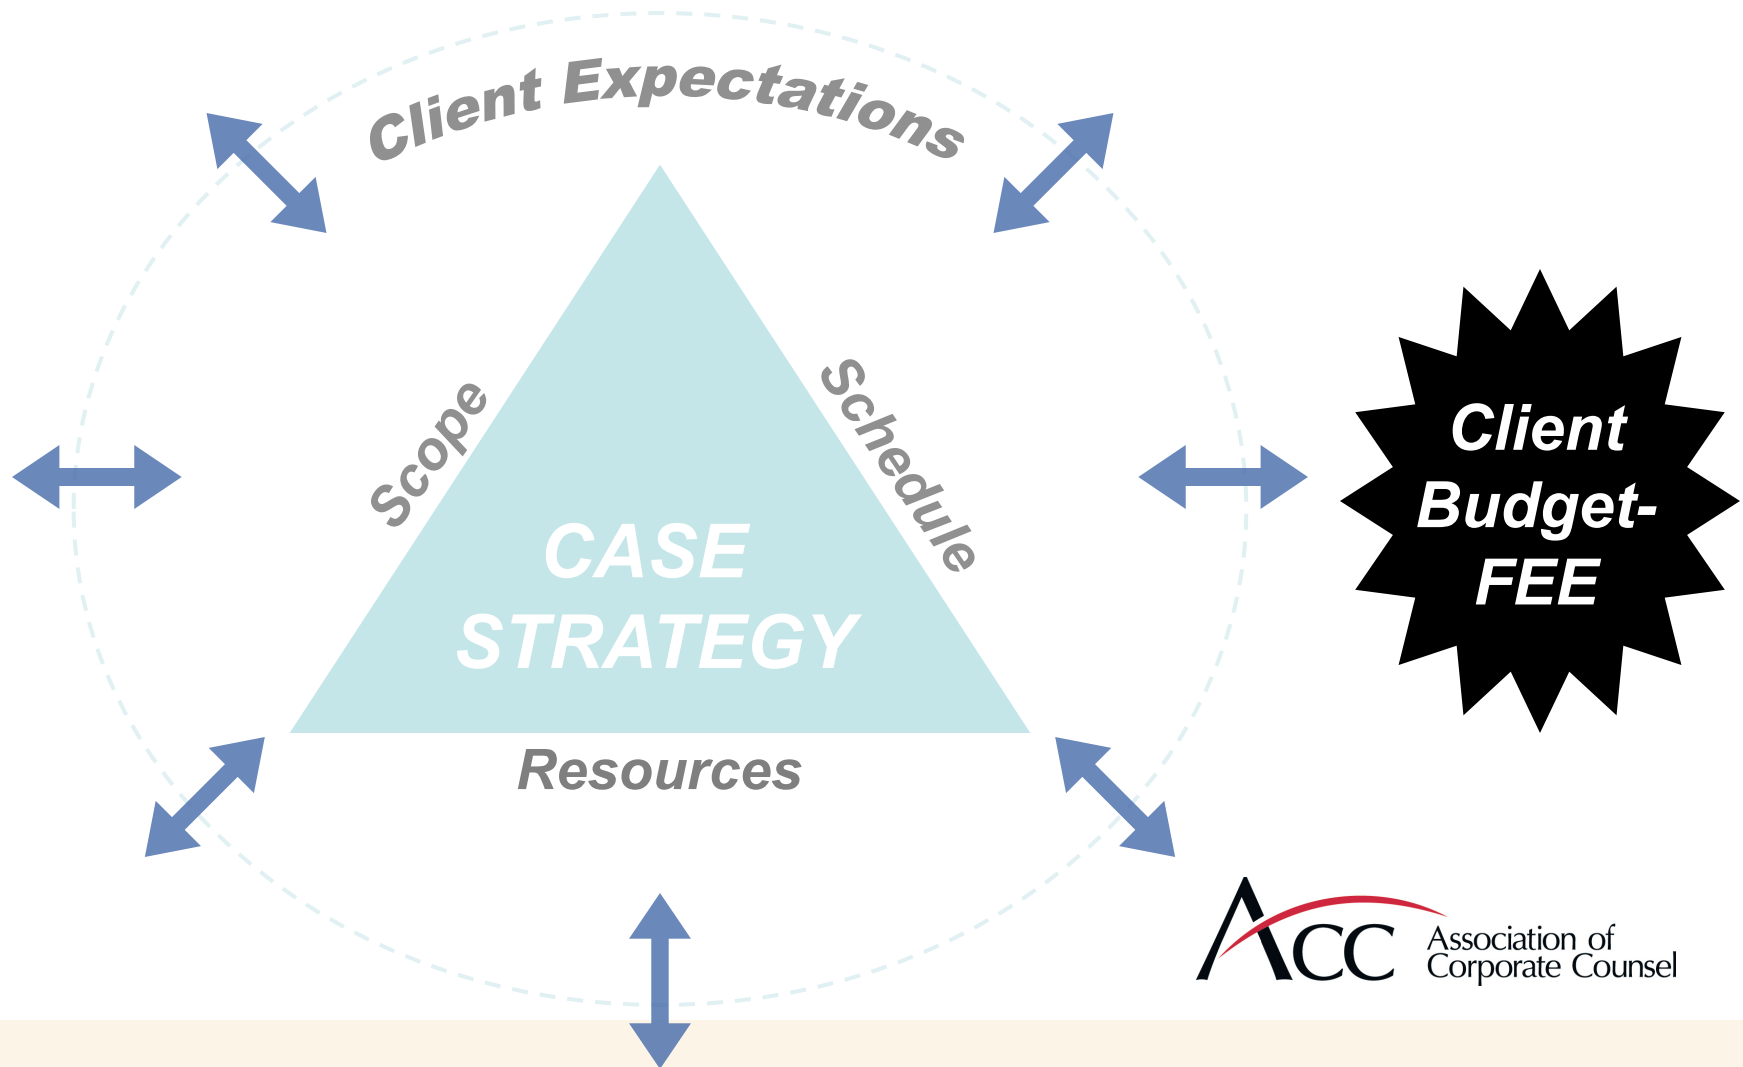 Client Expectations
Scope
Schedule
CASE
STRATEGY
Resources
Client
Budget-
FEE
ACC
Association of
Corporate Counsel